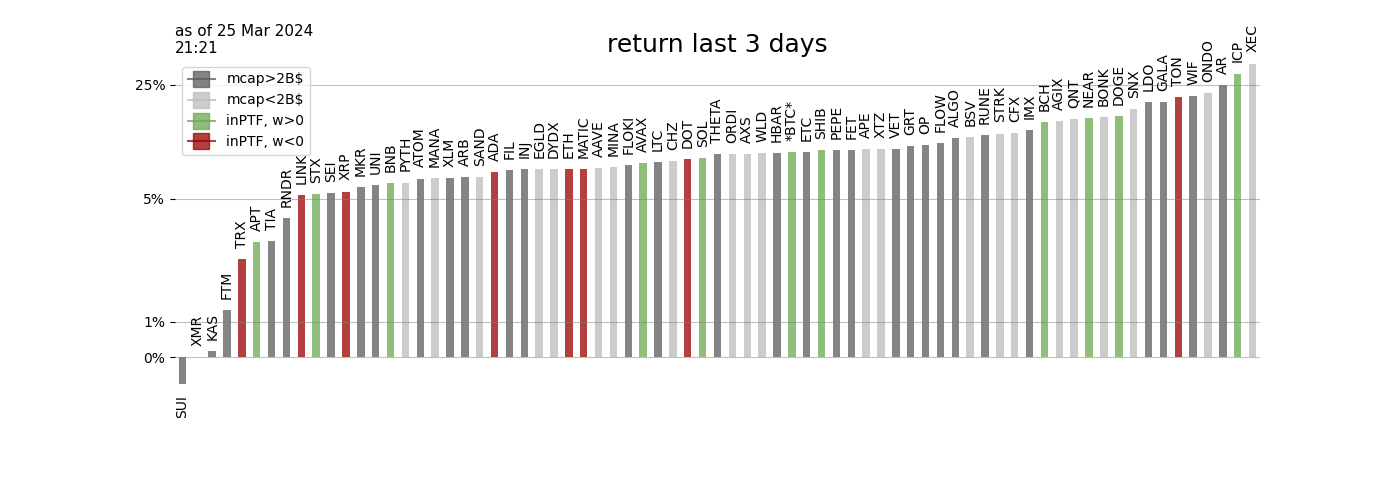 as of 25 Mar 2024
21:21
return last 3 days
mcap>2B$
mcap<2B$
inPTF, w>0
inPTF, w<0
25%
5%
1%
0%
SUI
XMR
KAS
FTM
TRX
APT
TIA
RNDR
LINK
STX
SEI
XRP
MKR
UNI
BNB
PYTH
ATOM
MANA
XLM
ARB
SAND
ADA
FIL
INJ
EGLD
DYDX
ETH
MATIC
AAVE
MINA
FLOKI
AVAX
LTC
CHZ
DOT
SOL
THETA
ORDI
AXS
WLD
HBAR
*BTC*
ETC
SHIB
PEPE
FET
APE
XTZ
VET
GRT
OP
FLOW
ALGO
BSV
RUNE
STRK
CFX
IMX
BCH
AGIX
QNT
NEAR
BONK
DOGE
SNX
LDO
GALA
TON
WIF
ONDO
AR
ICP
XEC